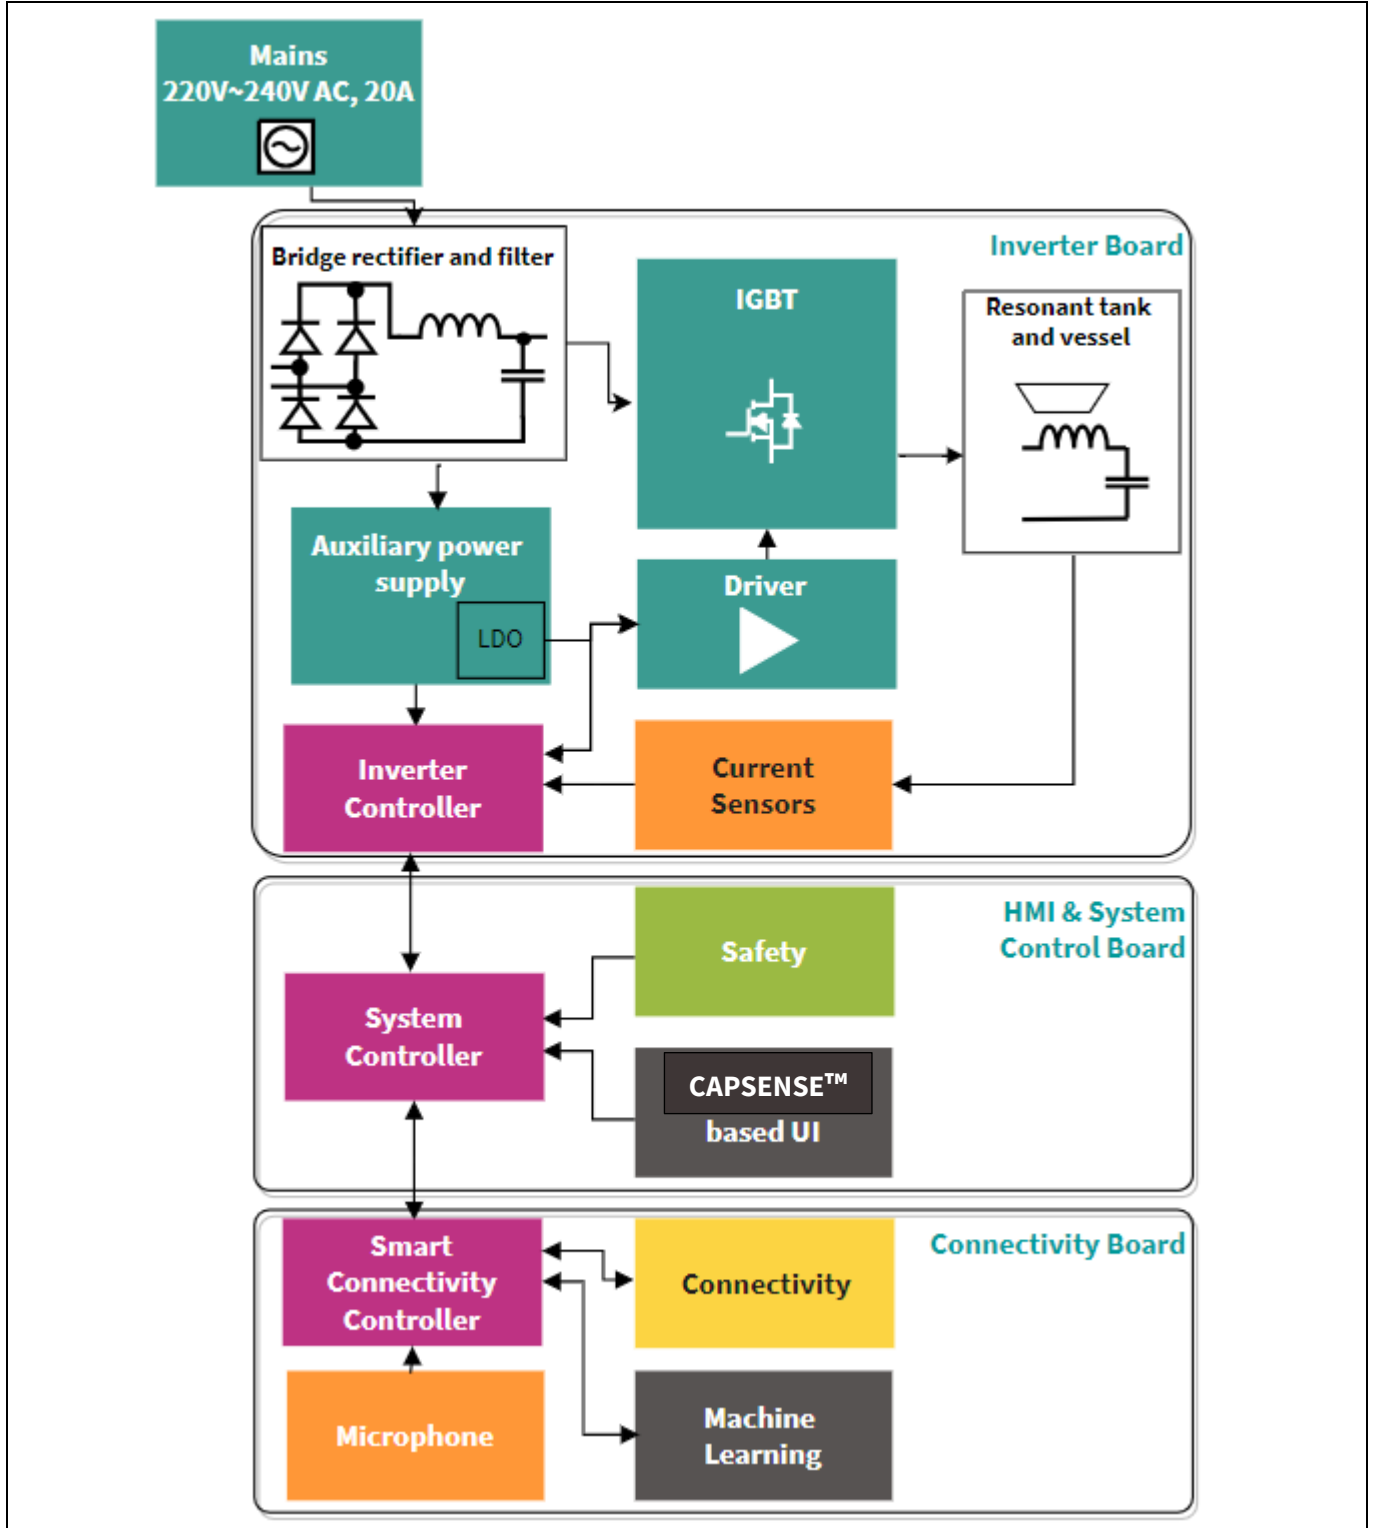 Mains
220V~240V AC, 20A
Inverter Board
Bridge rectifier and filter
IGBT
Resonant tank
and vessel
Auxiliary power
supply
LDO
Driver
Inverter
Controller
Current
Sensors
HMI & System
Control Board
Safety
System
Controller
CAPSENSE™
based UI
Connectivity Board
Smart
Connectivity
Controller
Connectivity
Microphone
Machine
Learning